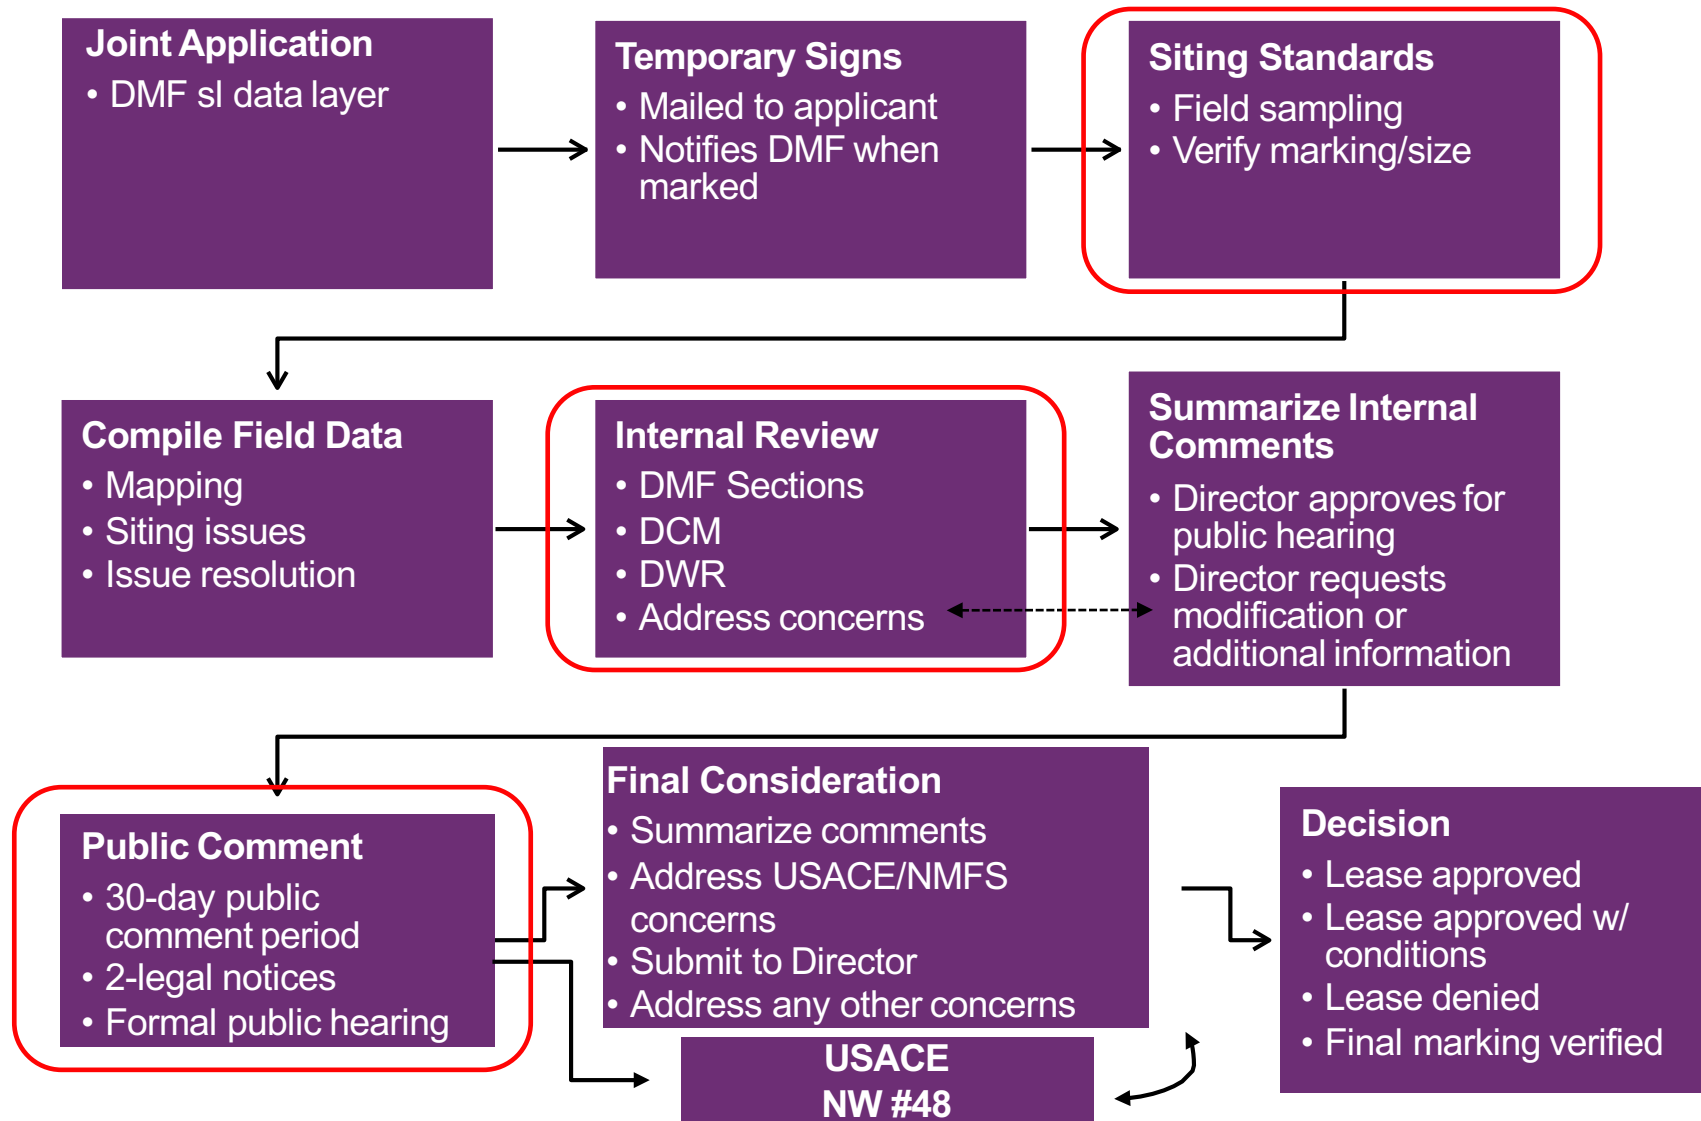 Joint Application
• DMF sl data layer
Temporary Signs
• Mailed to applicant
• Notifies DMF when
marked
Siting Standards
• Field sampling
• Verify marking/size
Compile Field Data
• Mapping
• Siting issues
• Issue resolution
Internal Review
• DMF Sections
• DCM
• DWR
• Address concerns
Summarize Internal
Comments
• Director approves for
public hearing
• Director requests
modification or
additional information
Public Comment
• 30-day public
comment period
• 2-legal notices
• Formal public hearing
Final Consideration
• Summarize comments
• Address USACE/NMFS
concerns
• Submit to Director
• Address any other concerns
USACE
NW #48
Decision
• Lease approved
• Lease approved w/
conditions
• Lease denied
• Final marking verified